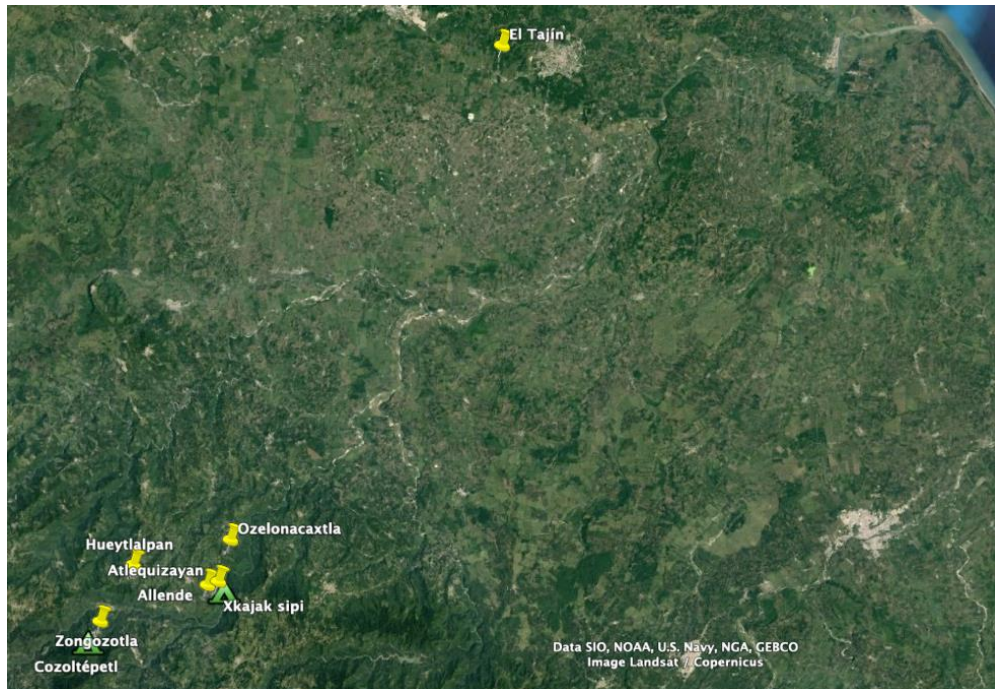 El Tajín
Ozelonacaxtla
Hueytlalpan
Atlequizayan
Allende
Xkajak sipi
Zongozotla
Cozoltépetl
Data SIO, NOAA, U.S. Navy, NGA, GEBCO
Image Landsat / Copernicus